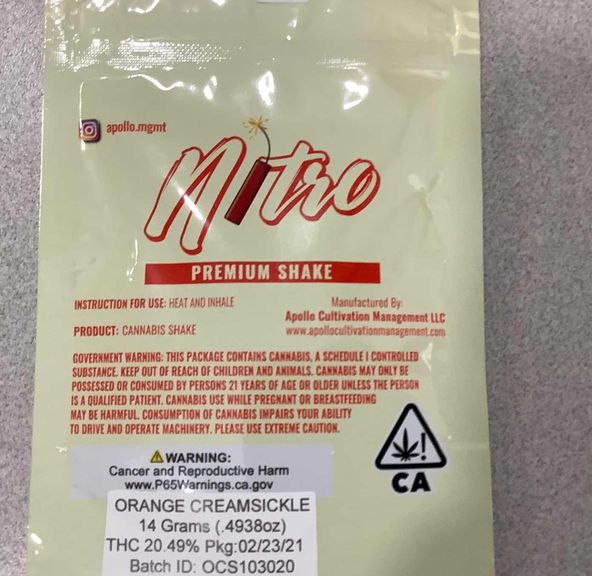 apollo.mgmt
Nitro
PREMIUM SHAKE
INSTRUCTION FOR USE: HEAT AND INHALE
PRODUCT: CANNABIS SHAKE
Manufactured By:
Apollo Cultivation Management LLC
www.apollocultivationmanagement.com
GOVERNMENT WARNING: THIS PACKAGE CONTAINS CANNABIS, A SCHEDULE I CONTROLLED
SUBSTANCE. KEEP OUT OF REACH OF CHILDREN AND ANIMALS. CANNABIS MAY ONLY BE
POSSESSED OR CONSUMED BY PERSONS 21 YEARS OF AGE OR OLDER UNLESS THE PERSON
IS A QUALIFIED PATIENT. CANNABIS USE WHILE PREGNANT OR BREASTFEEDING
MAY BE HARMFUL. CONSUMPTION OF CANNABIS IMPAIRS YOUR ABILITY
TO DRIVE AND OPERATE MACHINERY. PLEASE USE EXTREME CAUTION.
! CA
WARNING:
Cancer and Reproductive Harm
www.P65Warnings.ca.gov
ORANGE CREAMSICKLE
14 Grams (.4938oz)
THC 20.49% Pkg:02/23/21
Batch ID: OCS103020